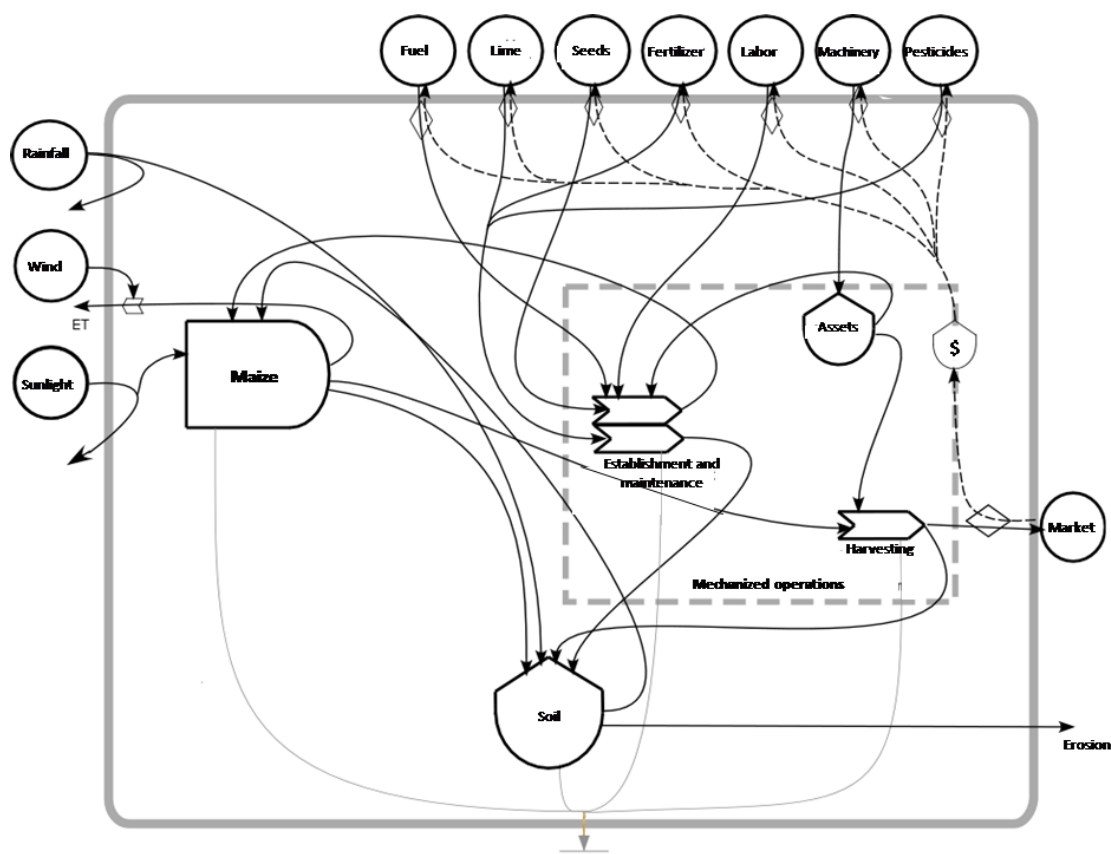 Fuel
Lime
Seeds
Fertilizer
Labor
Machinery
Pesticides
Rainfall
Wind
ET
Sunlight
Maize
Assets
$
Establishment and
maintenance
Harvesting
Market
Mechanized operations
Soil
Erosion